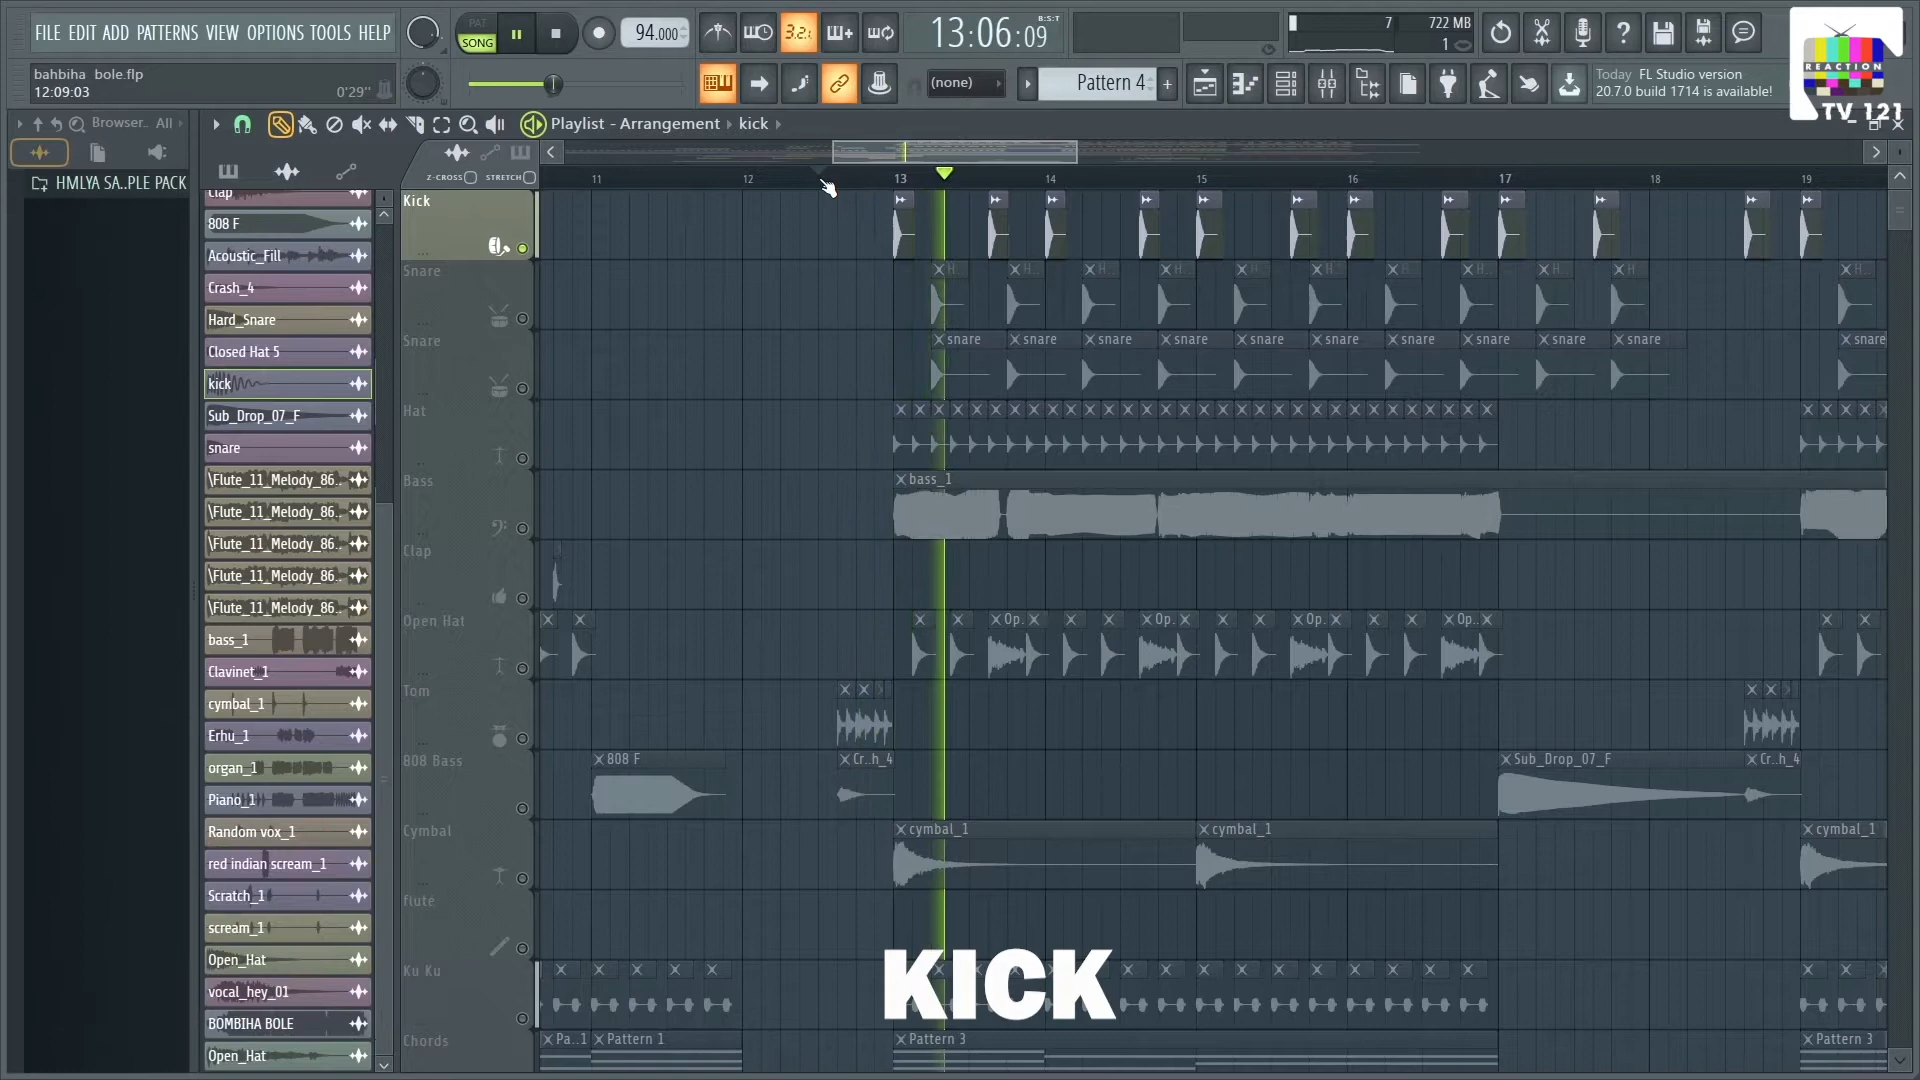 FILE EDIT ADD PATTERNS VIEW OPTIONS TOOLS HELP
PAT
SONG
94.000
3.2.
13:06:09
B:S:T
7
722 MB
1
bahbiha bole.flp
12:09:03
0'29"
(none)
Pattern 4
Today FL Studio version
20.7.0 build 1714 is available!
REACTION
TV_121
Browser..
All
Playlist - Arrangement
kick
HMLYA SA..PLE PACK
Z-CROSS
STRETCH
11
12
13
14
15
16
17
18
19
Clap
808 F
Acoustic_Fill
Crash_4
Hard_Snare
Closed Hat 5
kick
Sub_Drop_07_F
snare
\Flute_11_Melody_86..
\Flute_11_Melody_86..
\Flute_11_Melody_86..
\Flute_11_Melody_86..
\Flute_11_Melody_86..
bass_1
Clavinet_1
cymbal_1
Erhu_1
organ_1
Piano_1
Random vox_1
red indian scream_1
Scratch_1
scream_1
Open_Hat
vocal_hey_01
BOMBIHA BOLE
Open_Hat
Kick
Snare
H.. H.. H.. H.. H.. H.. H.. H.. H.. H.. H..
Snare
snare snare snare snare snare snare snare snare snare snare snare
Hat
Bass
bass_1
Clap
Open Hat
Op.. Op.. Op.. Op..
Tom
808 Bass
808 F
Cr..h_4
Sub_Drop_07_F
Cr..h_4
Cymbal
cymbal_1
cymbal_1
cymbal_1
flute
Ku Ku
KICK
Chords
Pa..1
Pattern 1
Pattern 3
Pattern 3